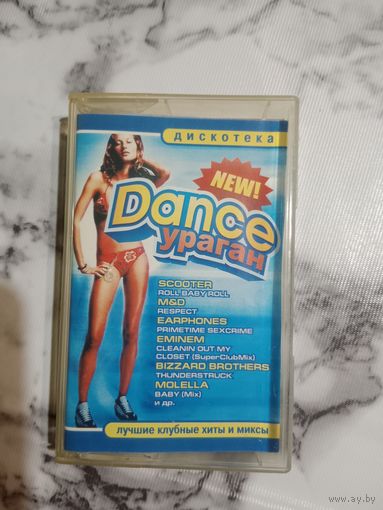 дискотека
NEW!
Dance
ураган
SCOOTER
ROLL BABY ROLL
M&D
RESPECT
EARPHONES
PRIMETIME SEXCRIME
EMINEM
CLEANIN OUT MY
CLOSET (SuperClubMix)
BIZZARD BROTHERS
THUNDERSTRUCK
MOLELLA
BABY (Mix)
и др.
лучшие клубные хиты и миксы
© www.ay.by